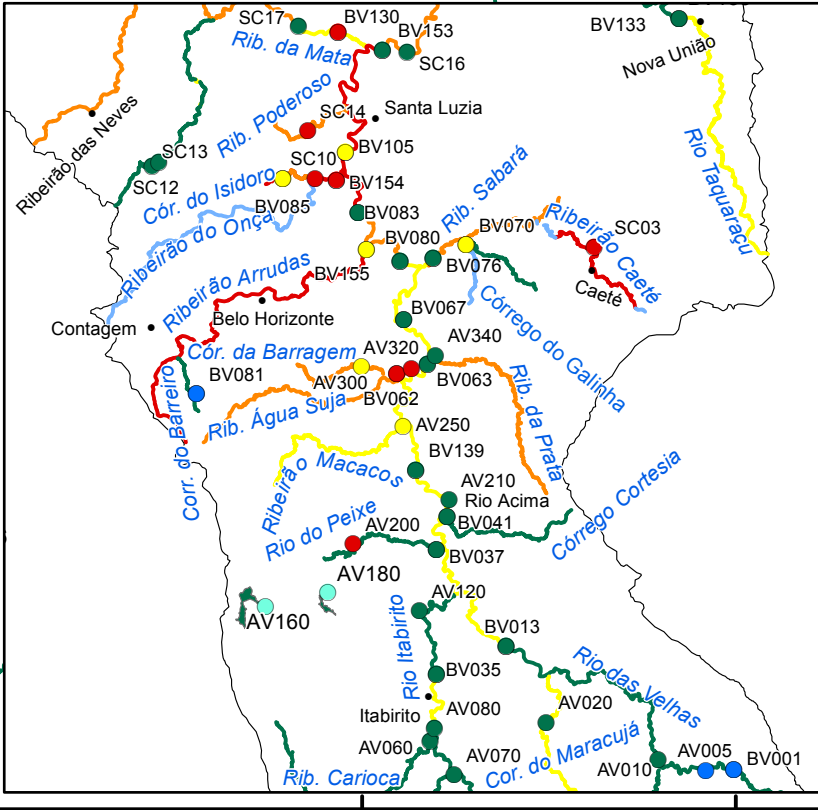 SC17
BV130
BV153
BV133
Rib. da Mata
SC16
Nova União
Ribeirão das Neves
Rib. Poderoso
SC14
Santa Luzia
SC13
SC12
BV105
SC10
BV154
Cór. do Isidoro
BV085
Ribeirão do Onça
BV083
Rib. Sabará
BV070
Rio Taquaraçu
Ribeirão Caeté
SC03
BV080
BV155
BV076
Caeté
Ribeirão Arrudas
Belo Horizonte
Contagem
BV067
Córrego do Galinha
Cór. da Barragem
AV320
AV340
BV081
AV300
BV063
BV062
Corr. do Barreiro
Rib. Água Suja
Rib. da Prata
AV250
BV139
Ribeirão Macacos
AV210
Rio Acima
BV041
Córrego Cortesia
Rio do Peixe
AV200
BV037
AV180
AV120
AV160
Rio Itabirito
BV013
BV035
Rio das Velhas
Itabirito
AV080
AV020
AV060
AV070
Cor. do Maracujá
AV010
AV005
BV001
Rib. Carioca